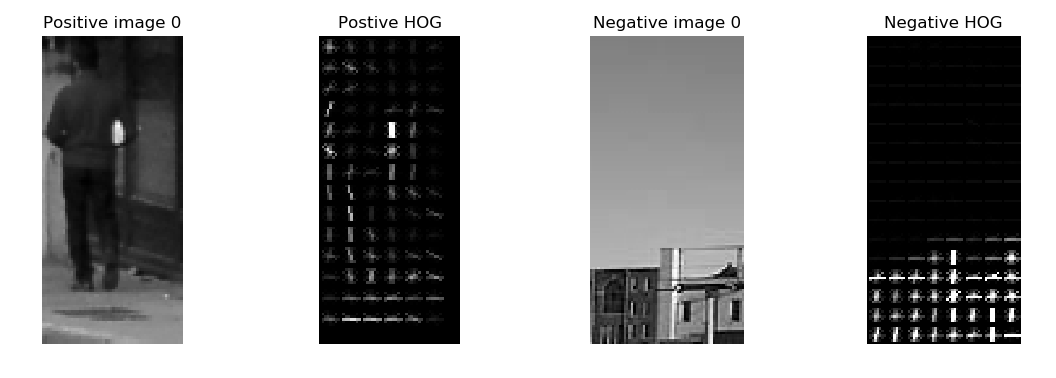 Positive image 0
Postive HOG
Negative image 0
Negative HOG